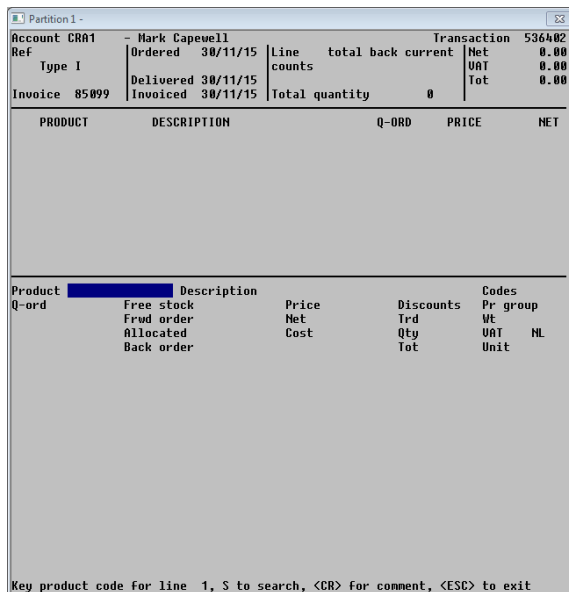 Partition 1 -
Account CRA1 - Mark Capewell Transaction 536402
Ref Ordered 30/11/15 Line total back current Net 0.00
Type I counts VAT 0.00
Delivered 30/11/15 Tot 0.00
Invoice 85099 Invoiced 30/11/15 Total quantity 0
PRODUCT DESCRIPTION Q-ORD PRICE NET
Product Description Codes
Q-ord Free stock Price Discounts Pr group
Frwd order Net Trd Wt
Allocated Cost Qty VAT NL
Back order Tot Unit
Key product code for line 1, S to search, <CR> for comment, <ESC> to exit